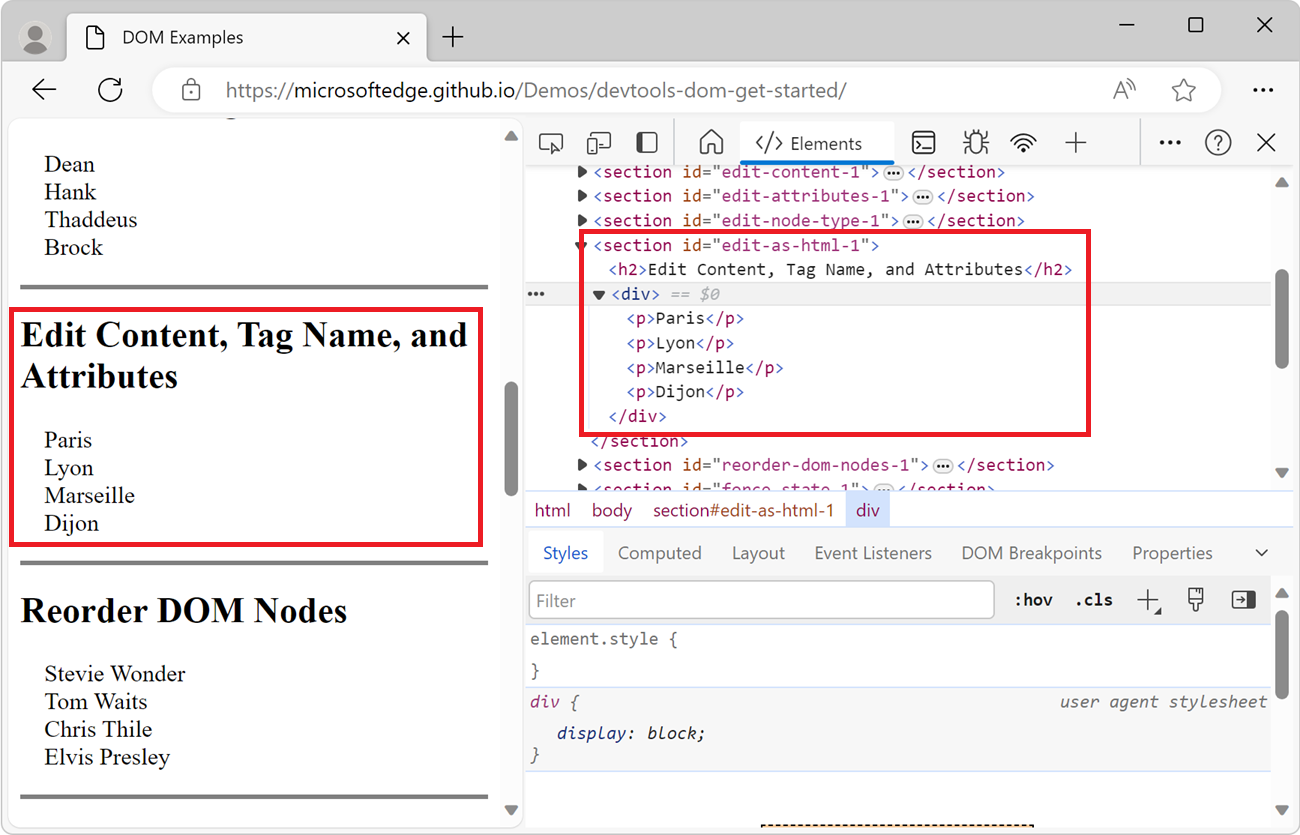 DOM Examples
https://microsoftedge.github.io/Demos/devtools-dom-get-started/
Dean
Hank
Thaddeus
Brock
Edit Content, Tag Name, and
Attributes
Paris
Lyon
Marseille
Dijon
Reorder DOM Nodes
Stevie Wonder
Tom Waits
Chris Thile
Elvis Presley
</> Elements
<section id="edit-content-1">…</section>
<section id="edit-attributes-1">…</section>
<section id="edit-node-type-1">…</section>
<section id="edit-as-html-1">
<h2>Edit Content, Tag Name, and Attributes</h2>
<div> == $0
<p>Paris</p>
<p>Lyon</p>
<p>Marseille</p>
<p>Dijon</p>
</div>
</section>
<section id="reorder-dom-nodes-1">…</section>
<section id="force-state-1">…</section>
html body section#edit-as-html-1 div
Styles Computed Layout Event Listeners DOM Breakpoints Properties
Filter :hov .cls
element.style {
}
div { user agent stylesheet
display: block;
}